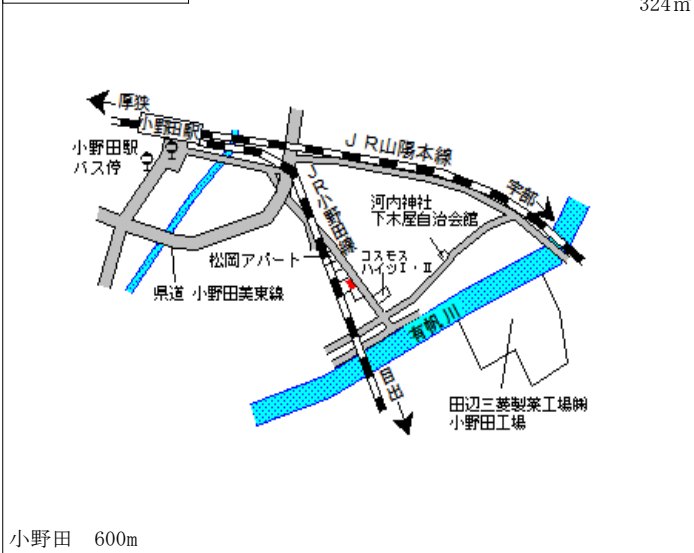 324m
厚狭
小野田駅
小野田駅
バス停
JR山陽本線
宇部
JR小野田線
河内神社
下木屋自治会館
松岡アパート
コスモス
ハイツⅠ・Ⅱ
県道 小野田美東線
有帆川
目出
田辺三菱製薬工場㈱
小野田工場
小野田 600m